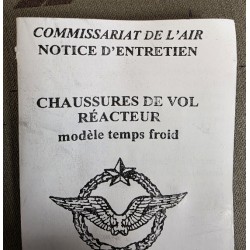 COMMISSARIAT DE L'AIR
NOTICE D'ENTRETIEN
CHAUSSURES DE VOL
RÉACTEUR
modèle temps froid